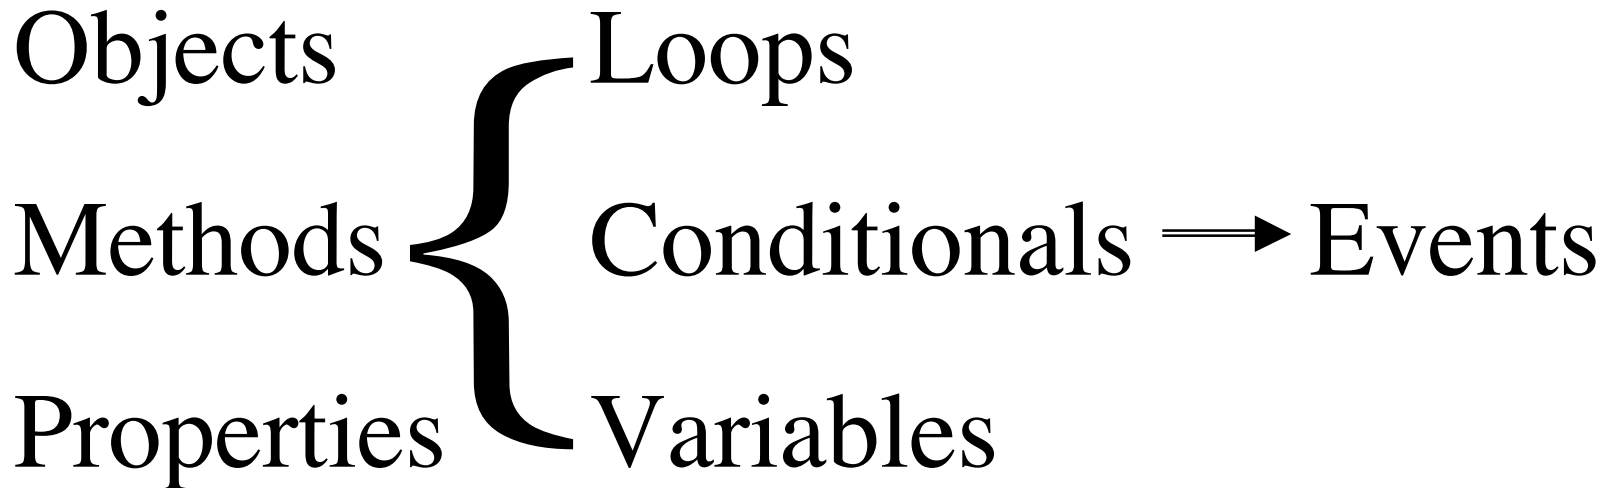 Objects Loops
Methods Conditionals Events
Properties Variables